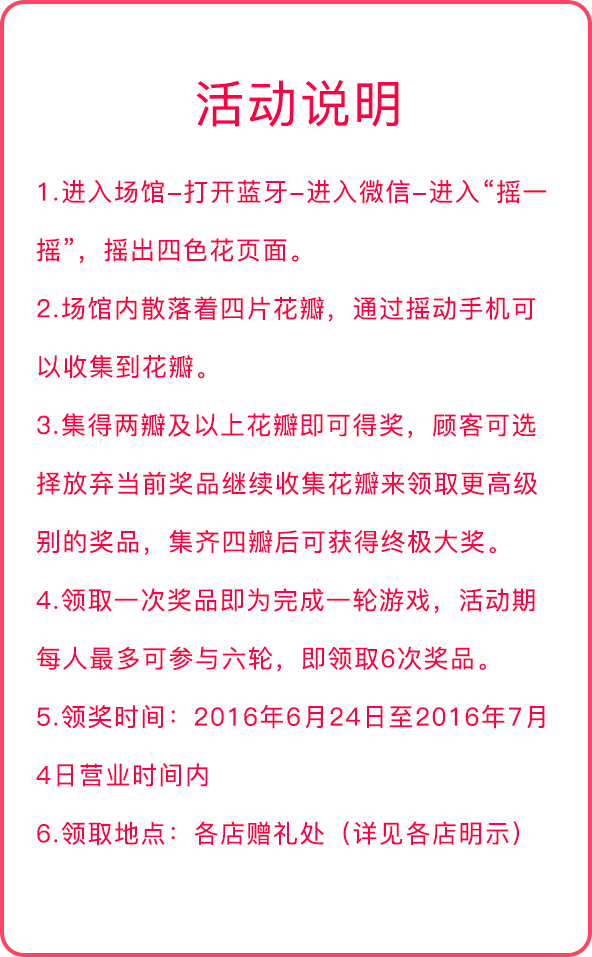 活动说明
1.进入场馆–打开蓝牙–进入微信–进入“摇一
摇”，摇出四色花页面。
2.场馆内散落着四片花瓣，通过摇动手机可
以收集到花瓣。
3.集得两瓣及以上花瓣即可得奖，顾客可选
择放弃当前奖品继续收集花瓣来领取更高级
别的奖品，集齐四瓣后可获得终极大奖。
4.领取一次奖品即为完成一轮游戏，活动期
每人最多可参与六轮，即领取6次奖品。
5.领奖时间：2016年6月24日至2016年7月
4日营业时间内
6.领取地点：各店赠礼处（详见各店明示）